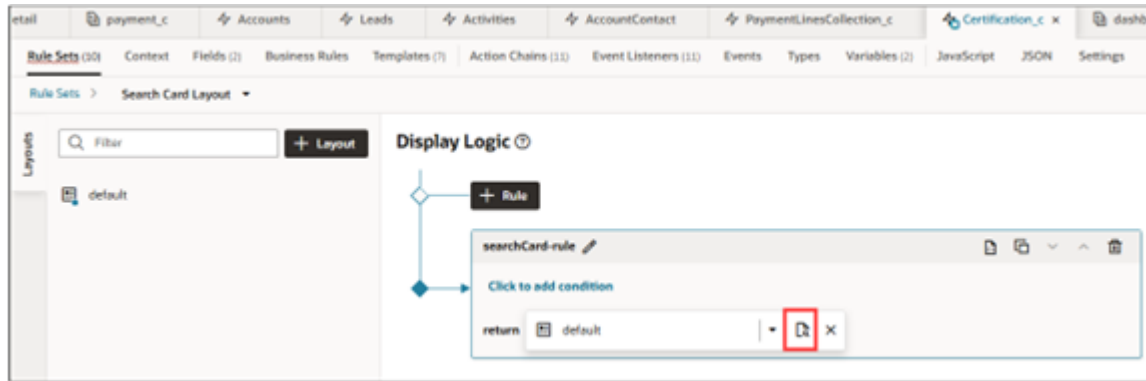 etail payment_c Accounts Leads Activities AccountContact PaymentLinesCollection_c Certification_c × dashb
Rule Sets (10) Context Fields (2) Business Rules Templates (7) Action Chains (11) Event Listeners (11) Events Types Variables (2) JavaScript JSON Settings
Rule Sets > Search Card Layout
Layouts
Filter + Layout
default
Display Logic
+ Rule
searchCard-rule
Click to add condition
return default